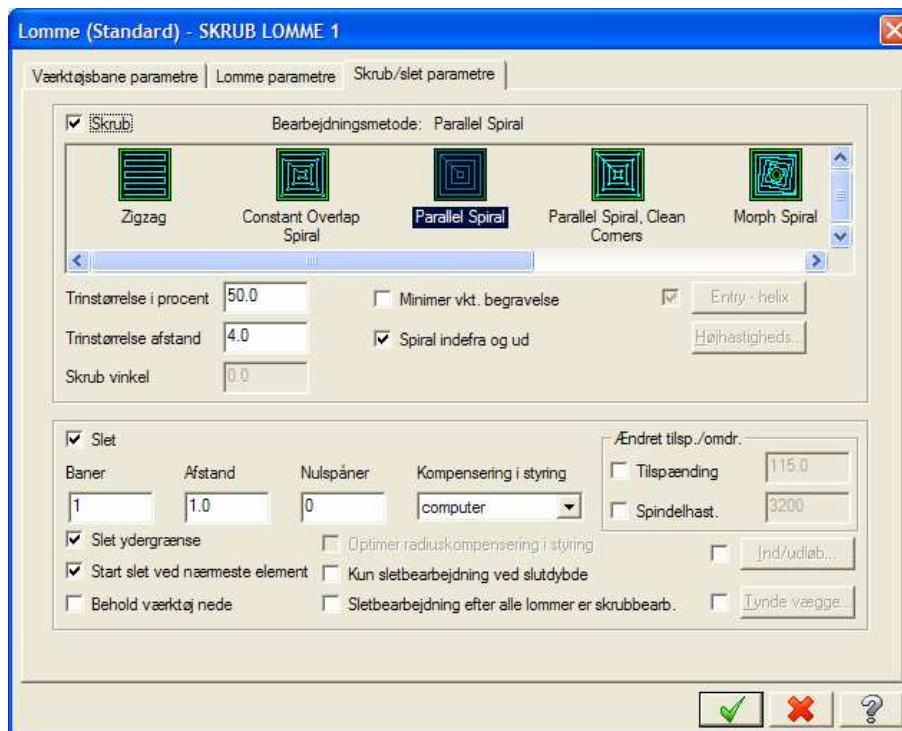 Lomme (Standard) - SKRUB LOMME 1
Værktøjsbane parametre Lomme parametre Skrub/slet parametre
Skrub Bearbejdningsmetode: Parallel Spiral
Zigzag Constant Overlap Spiral Parallel Spiral Parallel Spiral, Clean Corners Morph Spiral
Trinstørrelse i procent 50.0 Minimer vkt. begravelse Entry - helix
Trinstørrelse afstand 4.0 Spiral indefra og ud Højhastigheds...
Skrub vinkel 0.0
Slet Ændret tilsp./omdr.
Baner Afstand Nulspåner Kompensering i styring Tilspænding 115.0
1 1.0 0 computer Spindelhast. 3200
Slet ydergrænse Optimer radiuskompensering i styring Ind/udløb...
Start slet ved nærmeste element Kun sletbearbejdning ved slutdybde
Behold værktøj nede Sletbearbejdning efter alle lommer er skrubbearb. Tynde vægge...